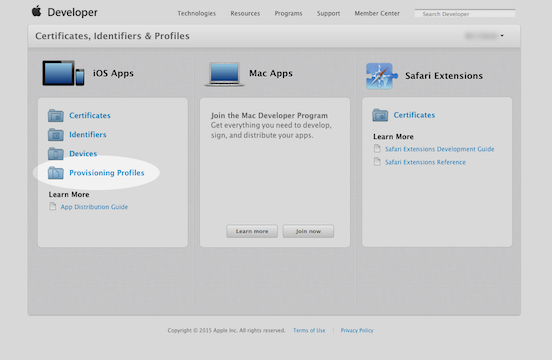 Developer
Technologies Resources Programs Support Member Center Search Developer
Certificates, Identifiers & Profiles
iOS Apps
Certificates
Identifiers
Devices
Provisioning Profiles
Learn More
App Distribution Guide
Mac Apps
Join the Mac Developer Program
Get everything you need to develop,
sign, and distribute your apps.
Learn more Join now
Safari Extensions
Certificates
Learn More
Safari Extensions Development Guide
Safari Extensions Reference
Copyright © 2015 Apple Inc. All rights reserved. Terms of Use Privacy Policy